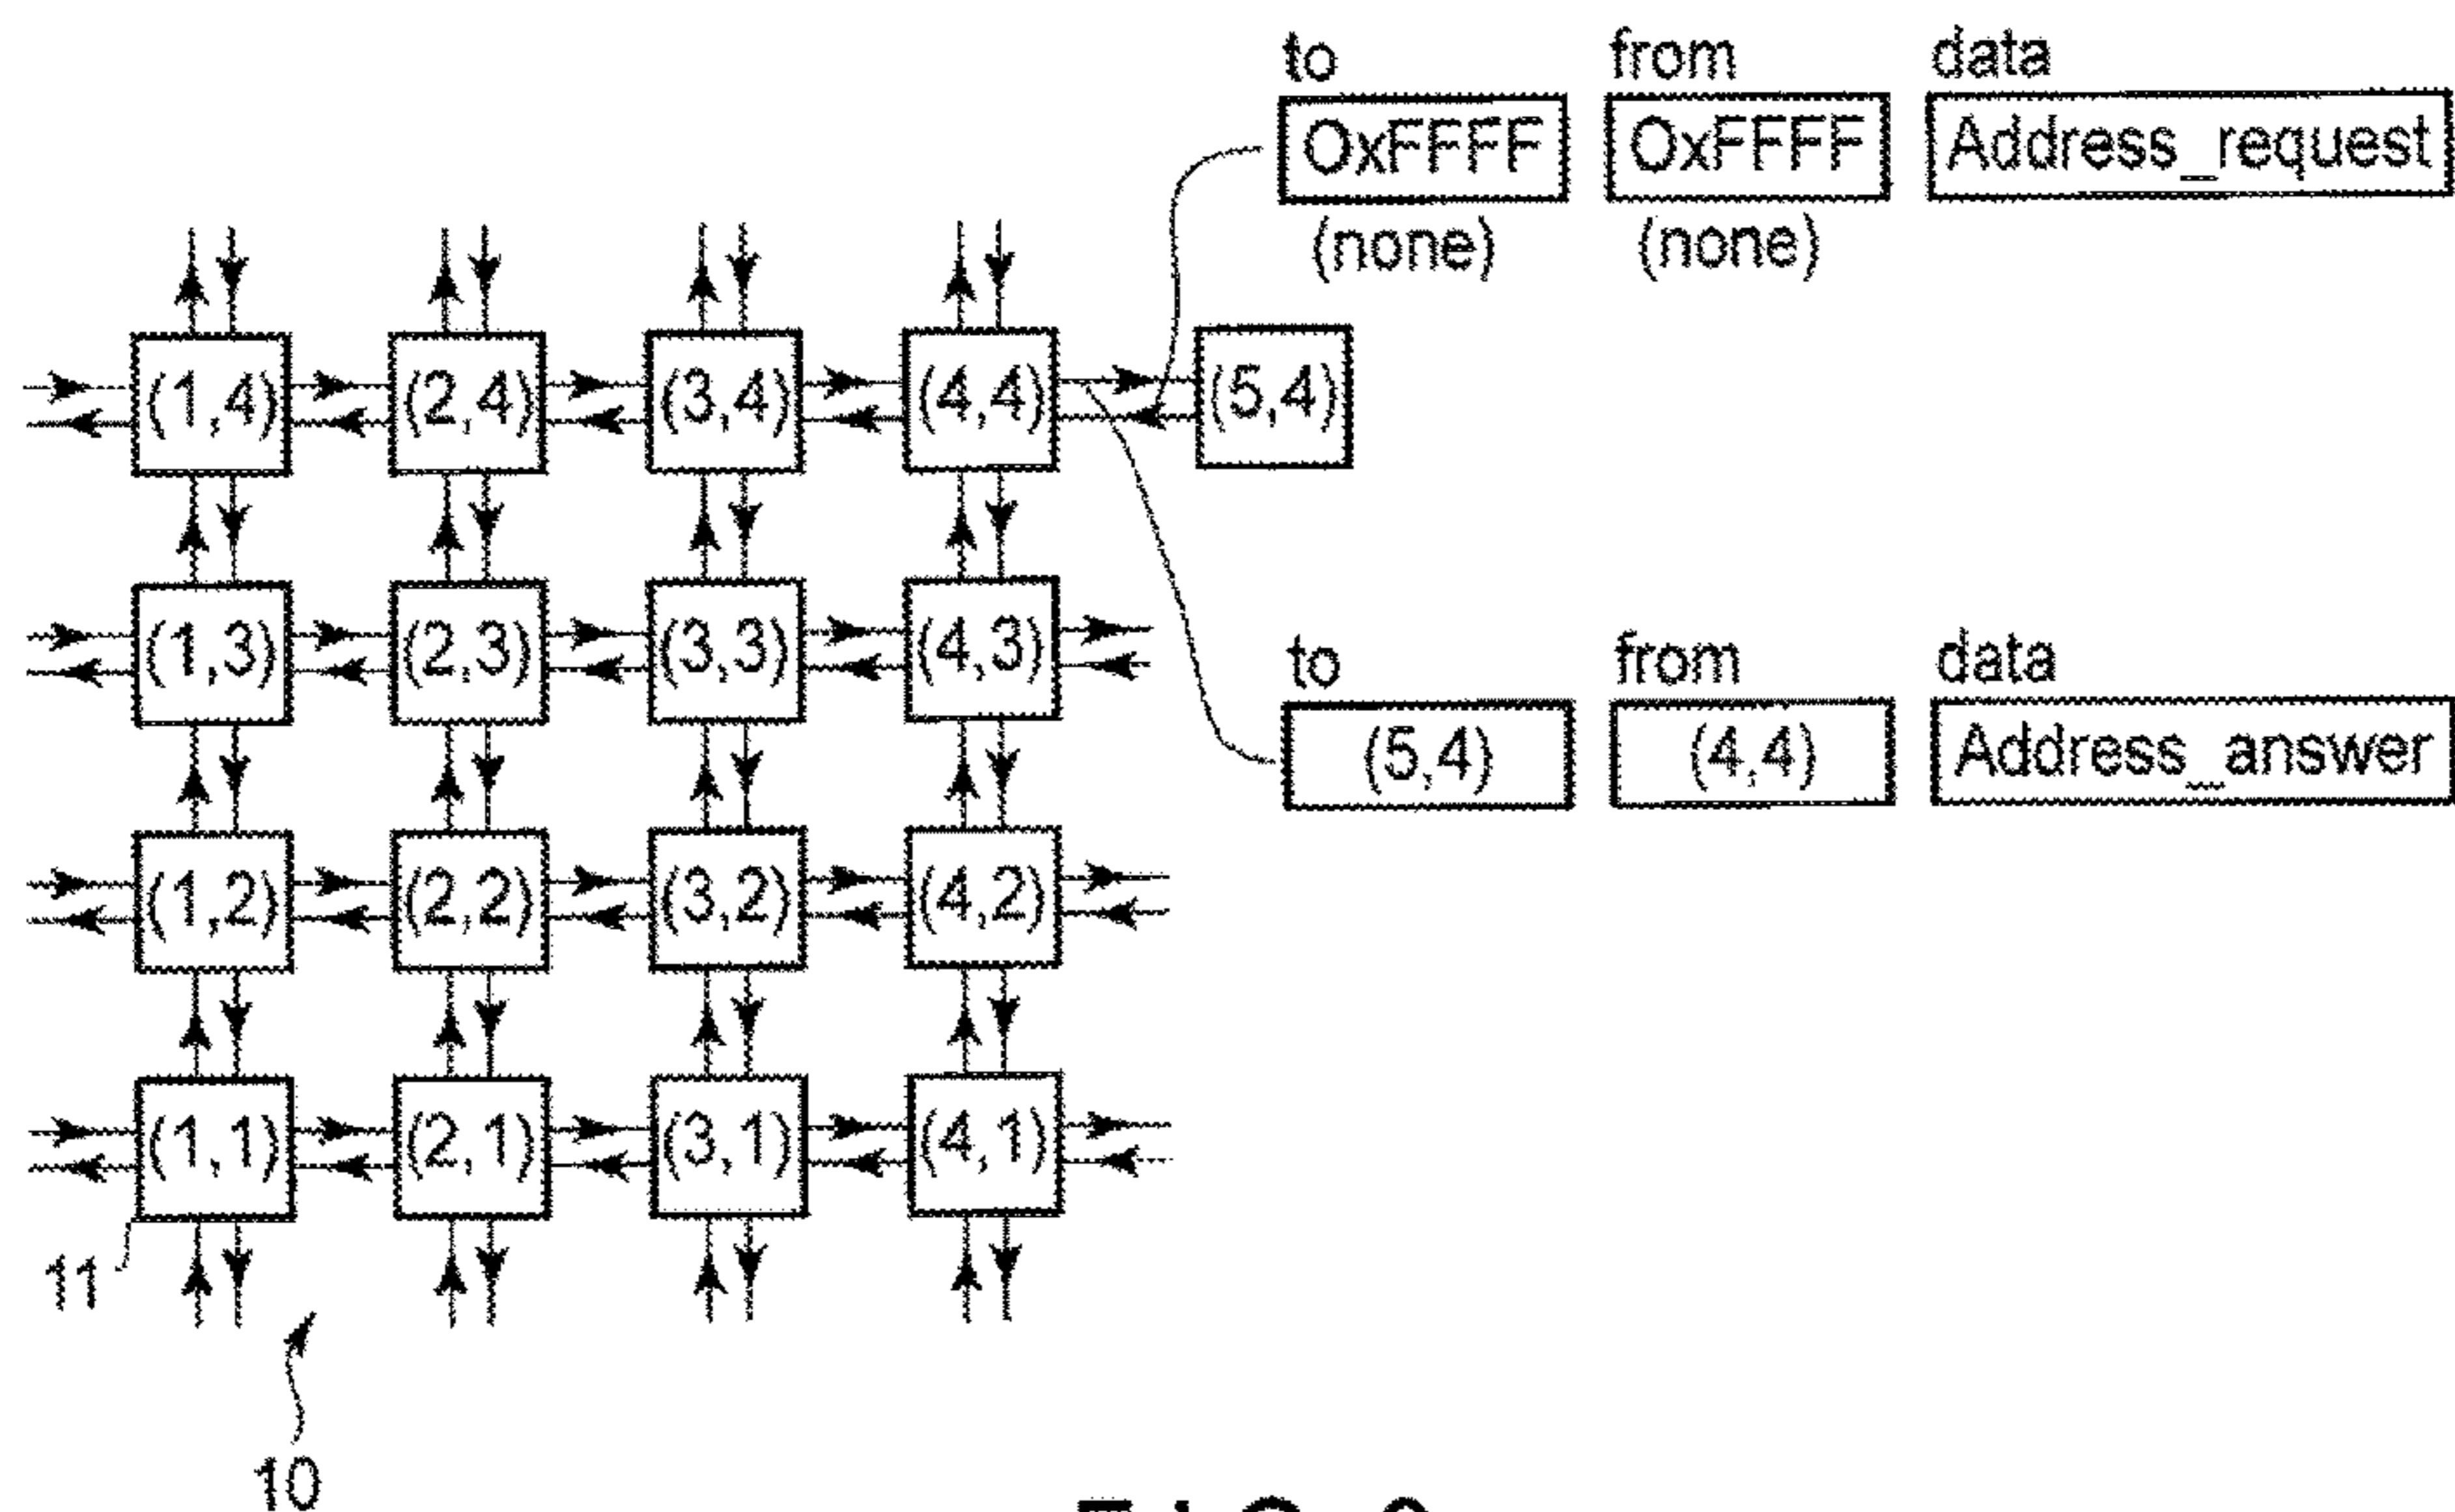 to from data
0xFFFF 0xFFFF Address_request
(none) (none)
(1,4) (2,4) (3,4) (4,4) (5,4)
(1,3) (2,3) (3,3) (4,3)
to from data
(5,4) (4,4) Address_answer
(1,2) (2,2) (3,2) (4,2)
(1,1) (2,1) (3,1) (4,1)
11
10